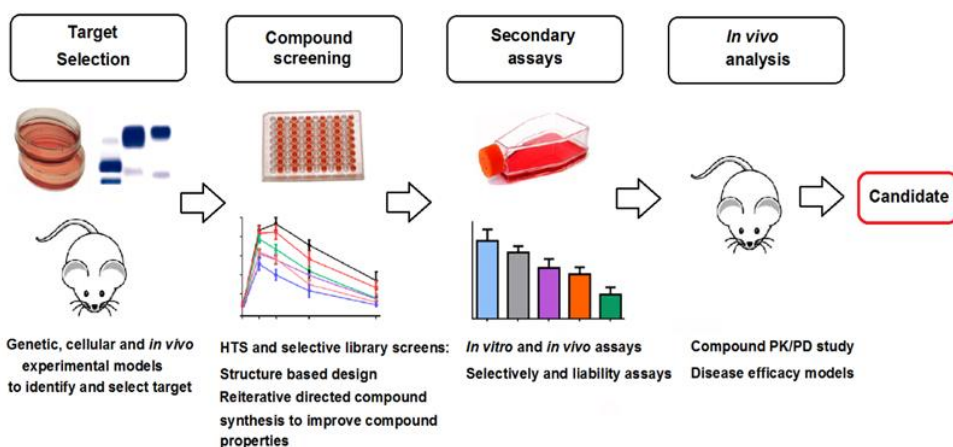 Target
Selection
Compound
screening
Secondary
assays
In vivo
analysis
Candidate
Genetic, cellular and in vivo
experimental models
to identify and select target
HTS and selective library screens:
Structure based design
Reiterative directed compound
synthesis to improve compound
properties
In vitro and in vivo assays
Selectively and liability assays
Compound PK/PD study
Disease efficacy models